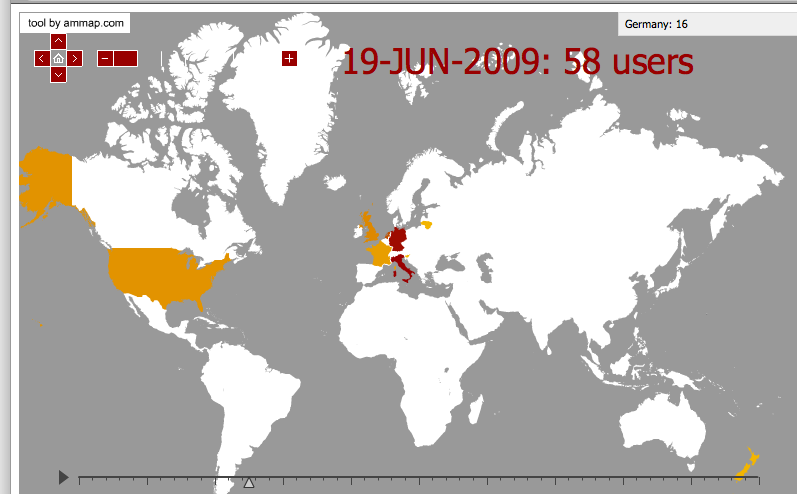 tool by ammap.com
Germany: 16
19-JUN-2009: 58 users